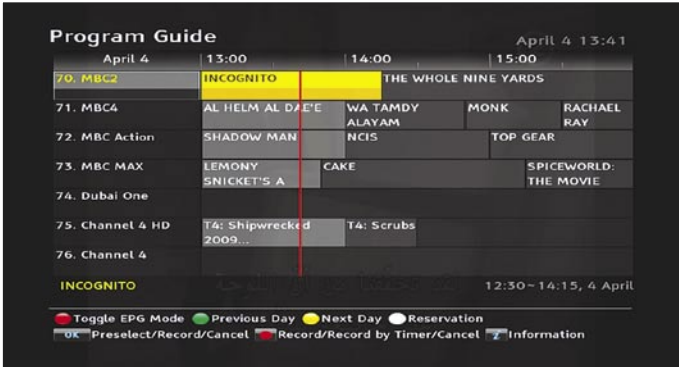 Program Guide
April 4 13:41
April 4 13:00 14:00 15:00
70. MBC2 INCOGNITO THE WHOLE NINE YARDS
71. MBC4 AL HELM AL DAE'E WA TAMDY ALAYAM MONK RACHAEL RAY
72. MBC Action SHADOW MAN NCIS TOP GEAR
73. MBC MAX LEMONY SNICKET'S A CAKE SPICEWORLD: THE MOVIE
74. Dubai One
75. Channel 4 HD T4: Shipwrecked 2009... T4: Scrubs
76. Channel 4
INCOGNITO 12:30~14:15, 4 April
Toggle EPG Mode Previous Day Next Day Reservation
OK Preselect/Record/Cancel Record/Record by Timer/Cancel i Information